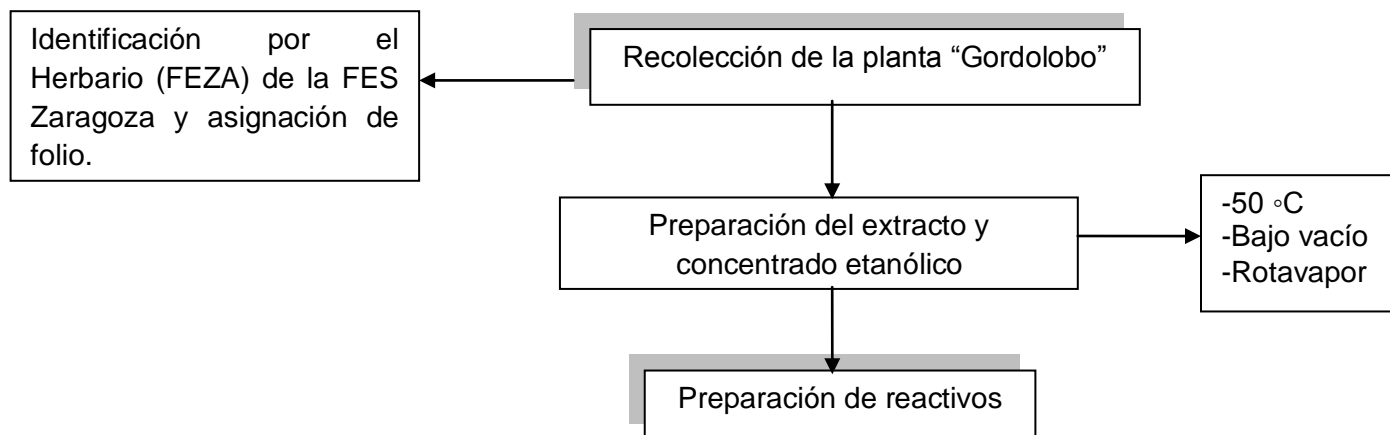 Identificación por el
Herbario (FEZA) de la FES
Zaragoza y asignación de
folio.
Recolección de la planta “Gordolobo”
Preparación del extracto y
concentrado etanólico
-50 ◦C
-Bajo vacío
-Rotavapor
Preparación de reactivos